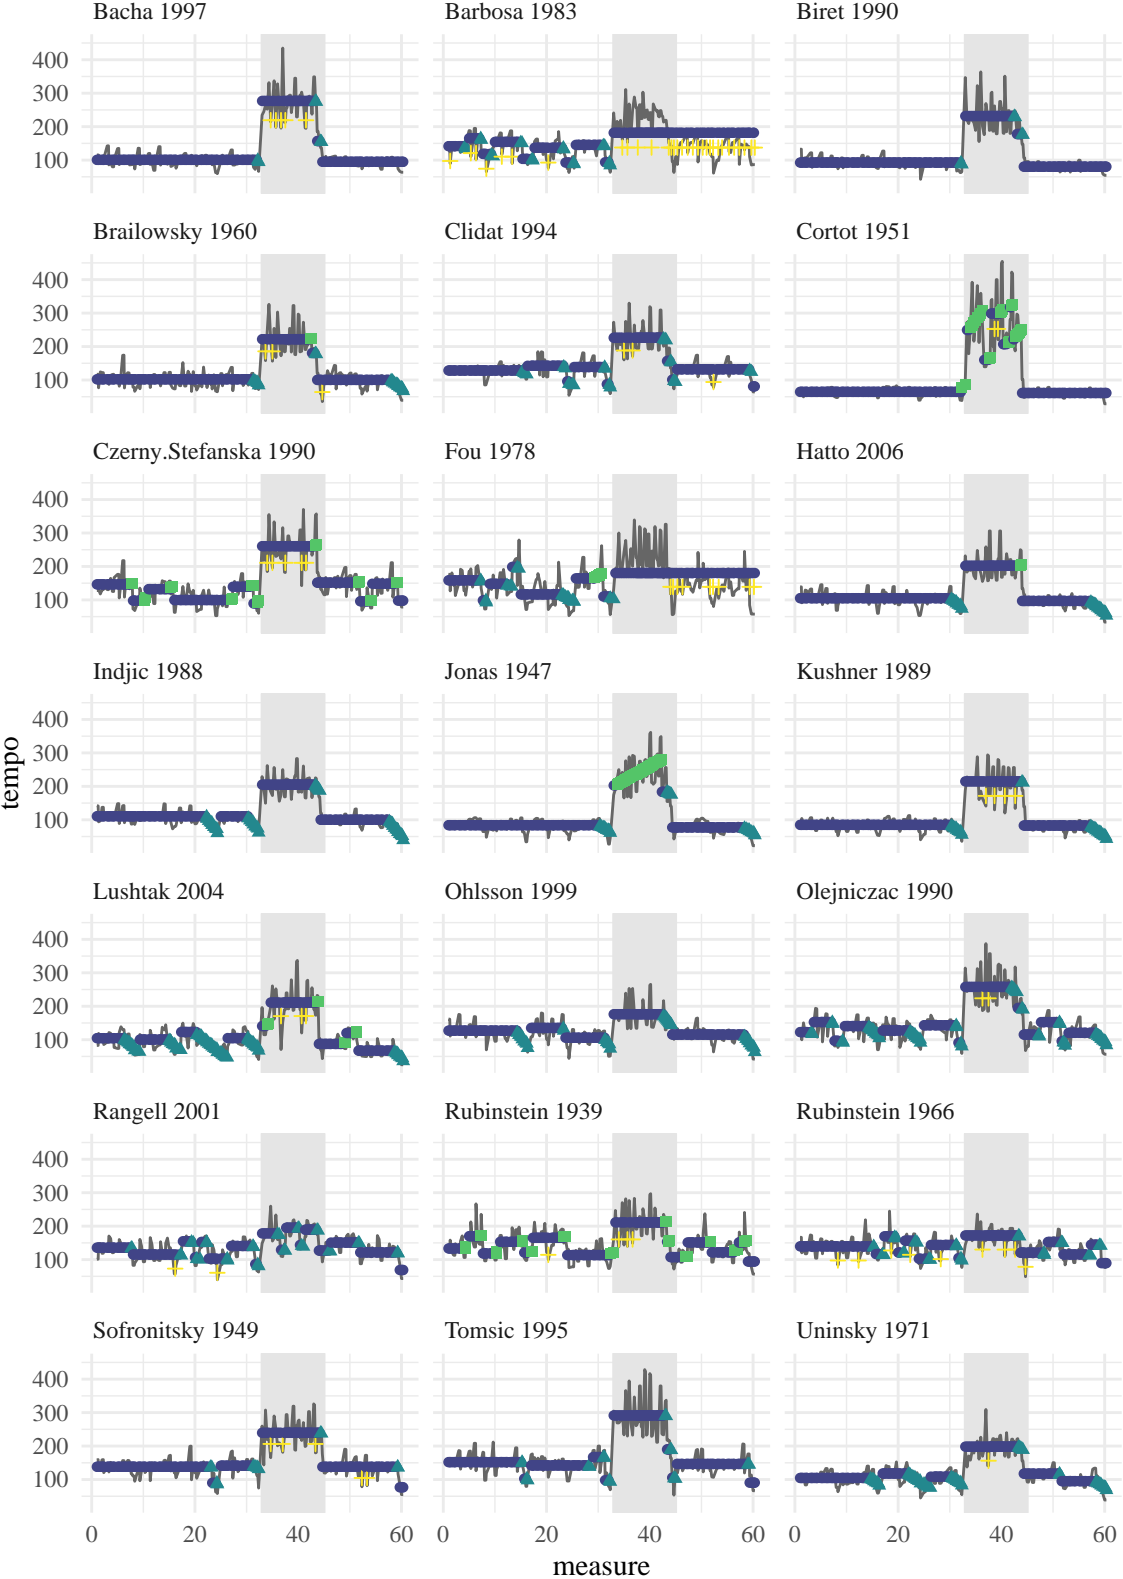 Bacha 1997 Barbosa 1983 Biret 1990
400
300
200
100
Brailowsky 1960 Clidat 1994 Cortot 1951
400
300
200
100
Czerny.Stefanska 1990 Fou 1978 Hatto 2006
400
300
200
100
Indjic 1988 Jonas 1947 Kushner 1989
400
300
200
100
tempo
Lushtak 2004 Ohlsson 1999 Olejniczac 1990
400
300
200
100
Rangell 2001 Rubinstein 1939 Rubinstein 1966
400
300
200
100
Sofronitsky 1949 Tomsic 1995 Uninsky 1971
400
300
200
100
0 20 40 60 0 20 40 60 0 20 40 60
measure